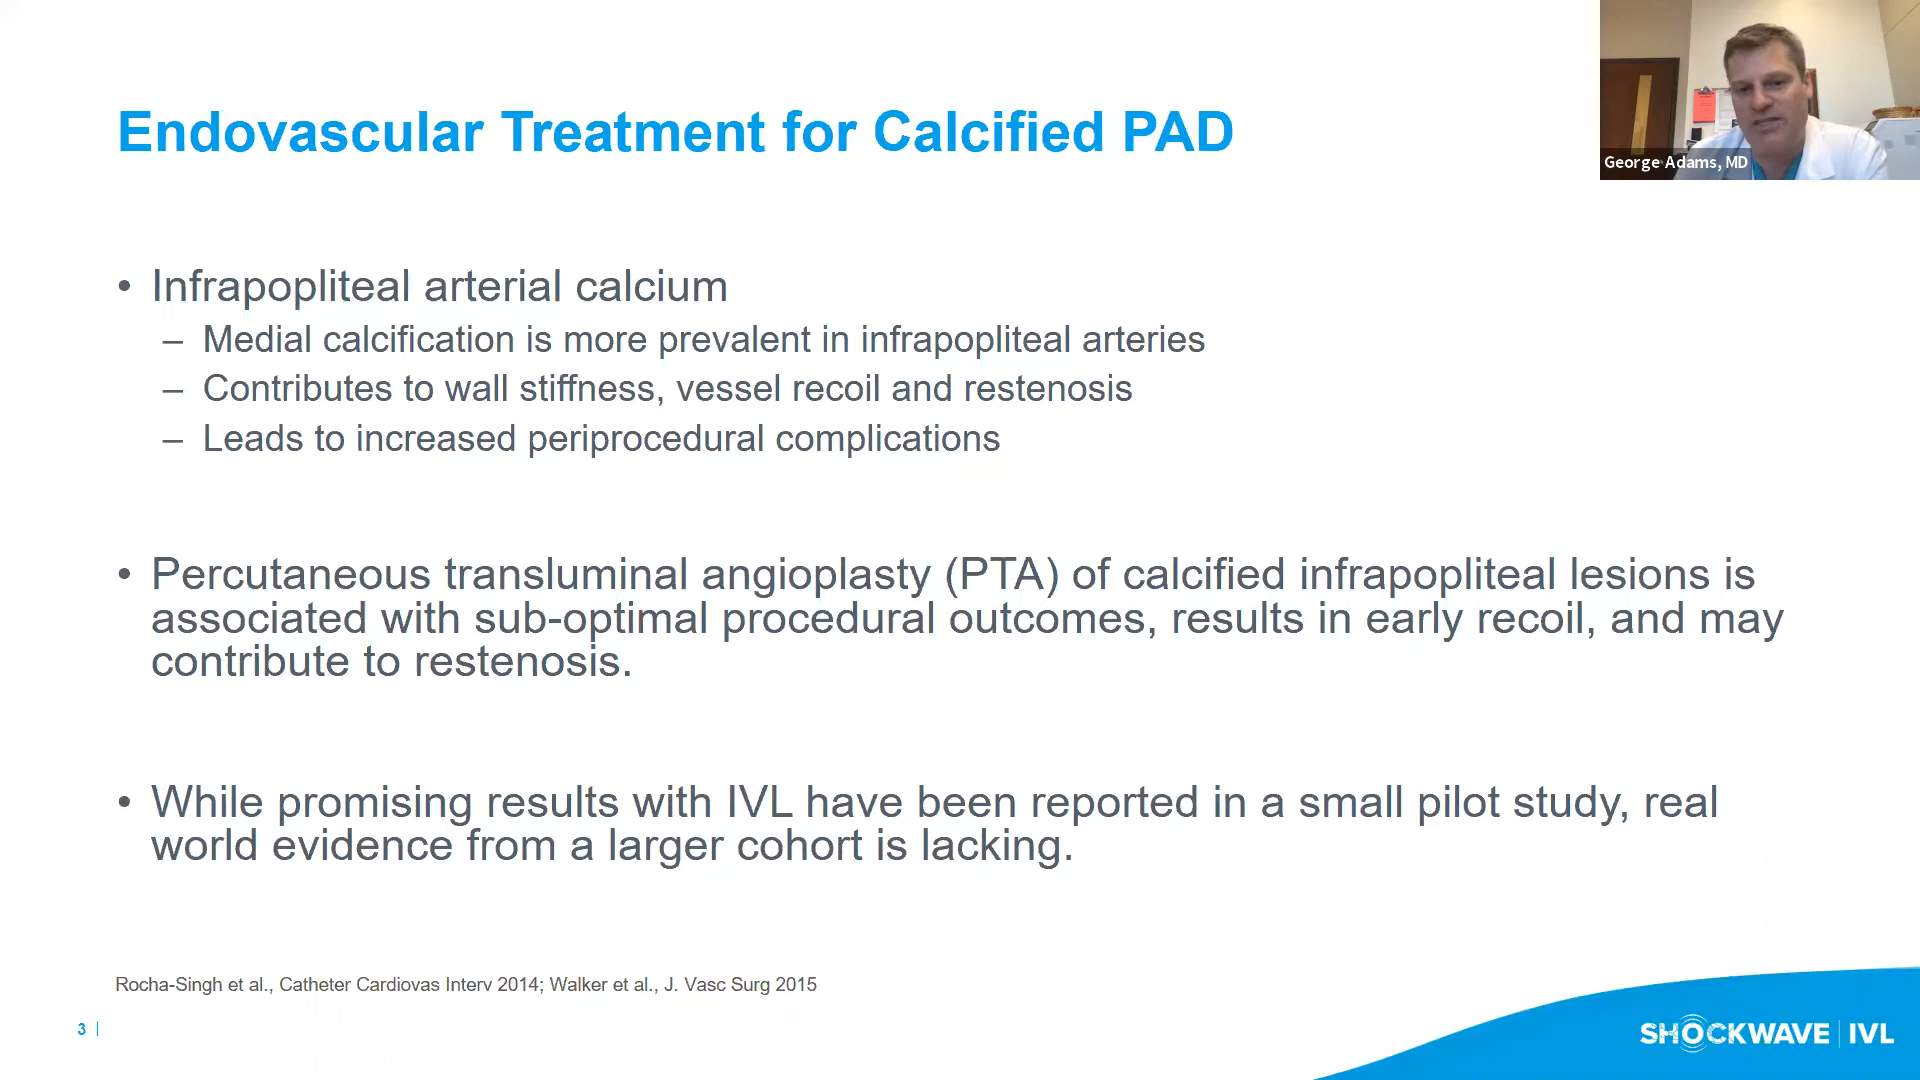 Endovascular Treatment for Calcified PAD
George Adams, MD
• Infrapopliteal arterial calcium
– Medial calcification is more prevalent in infrapopliteal arteries
– Contributes to wall stiffness, vessel recoil and restenosis
– Leads to increased periprocedural complications
• Percutaneous transluminal angioplasty (PTA) of calcified infrapopliteal lesions is
associated with sub-optimal procedural outcomes, results in early recoil, and may
contribute to restenosis.
• While promising results with IVL have been reported in a small pilot study, real
world evidence from a larger cohort is lacking.
Rocha-Singh et al., Catheter Cardiovas Interv 2014; Walker et al., J. Vasc Surg 2015
3 |
SHOCKWAVE | IVL